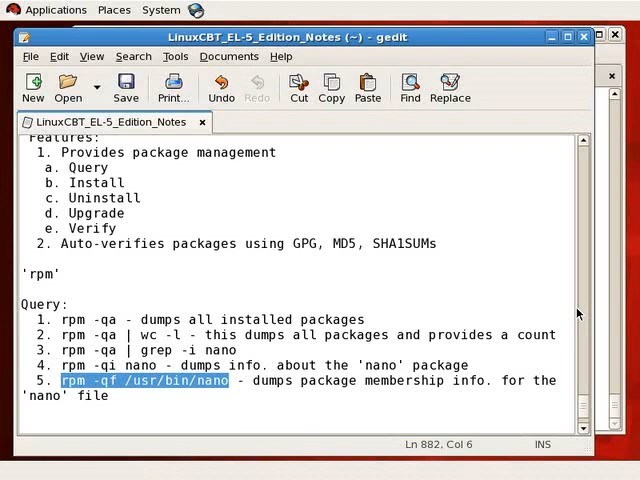 Applications Places System
LinuxCBT_EL-5_Edition_Notes (~) - gedit
File Edit View Search Tools Documents Help
New Open Save Print... Undo Redo Cut Copy Paste Find Replace
LinuxCBT_EL-5_Edition_Notes
Features:
1. Provides package management
a. Query
b. Install
c. Uninstall
d. Upgrade
e. Verify
2. Auto-verifies packages using GPG, MD5, SHA1SUMs
'rpm'
Query:
1. rpm -qa - dumps all installed packages
2. rpm -qa | wc -l - this dumps all packages and provides a count
3. rpm -qa | grep -i nano
4. rpm -qi nano - dumps info. about the 'nano' package
5. rpm -qf /usr/bin/nano - dumps package membership info. for the
'nano' file
Ln 882, Col 6 INS